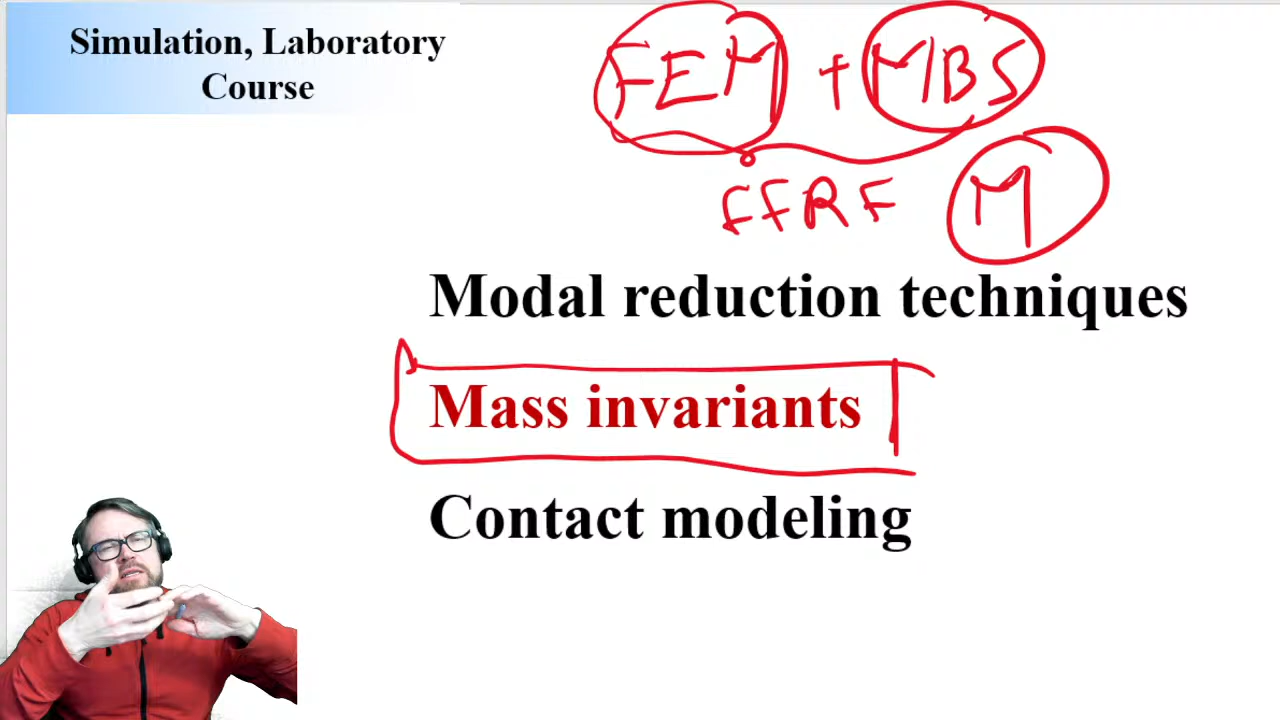 Simulation, Laboratory
Course
FEM + MBS
FFRF M
Modal reduction techniques
Mass invariants
Contact modeling